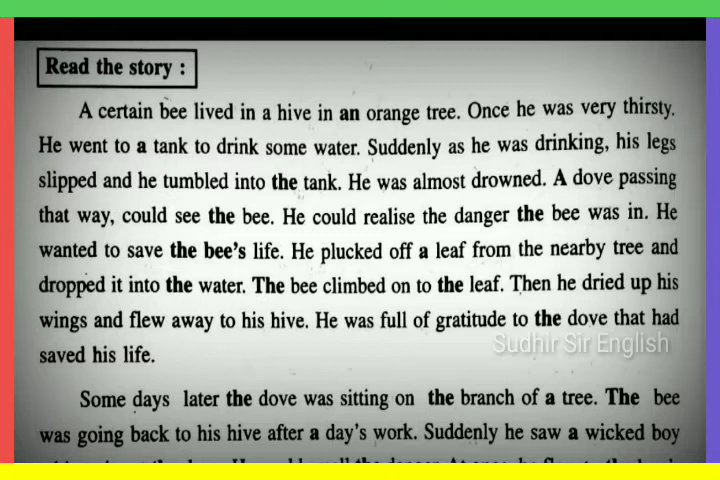 Read the story :
A certain bee lived in a hive in an orange tree. Once he was very thirsty.
He went to a tank to drink some water. Suddenly as he was drinking, his legs
slipped and he tumbled into the tank. He was almost drowned. A dove passing
that way, could see the bee. He could realise the danger the bee was in. He
wanted to save the bee's life. He plucked off a leaf from the nearby tree and
dropped it into the water. The bee climbed on to the leaf. Then he dried up his
wings and flew away to his hive. He was full of gratitude to the dove that had
saved his life.
Sudhir Sir English
Some days later the dove was sitting on the branch of a tree. The bee
was going back to his hive after a day's work. Suddenly he saw a wicked boy